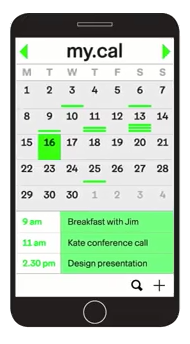 my.cal
M T W T F S S
1 2 3 4 5 6 7
8 9 10 11 12 13 14
15 16 17 18 19 20 21
22 23 24 25 26 27 28
29 30 30 1 2 3 4
9 am Breakfast with Jim
11 am Kate conference call
2.30 pm Design presentation